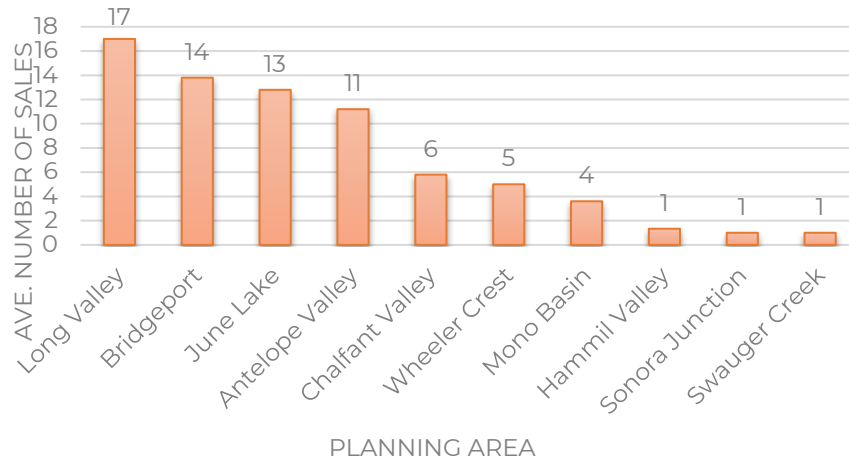 AVE. NUMBER OF SALES
18
16
14
12
10
8
6
4
2
0
17
14
13
11
6
5
4
1
1
1
Long Valley
Bridgeport
June Lake
Antelope Valley
Chalfant Valley
Wheeler Crest
Mono Basin
Hammil Valley
Sonora Junction
Swauger Creek
PLANNING AREA